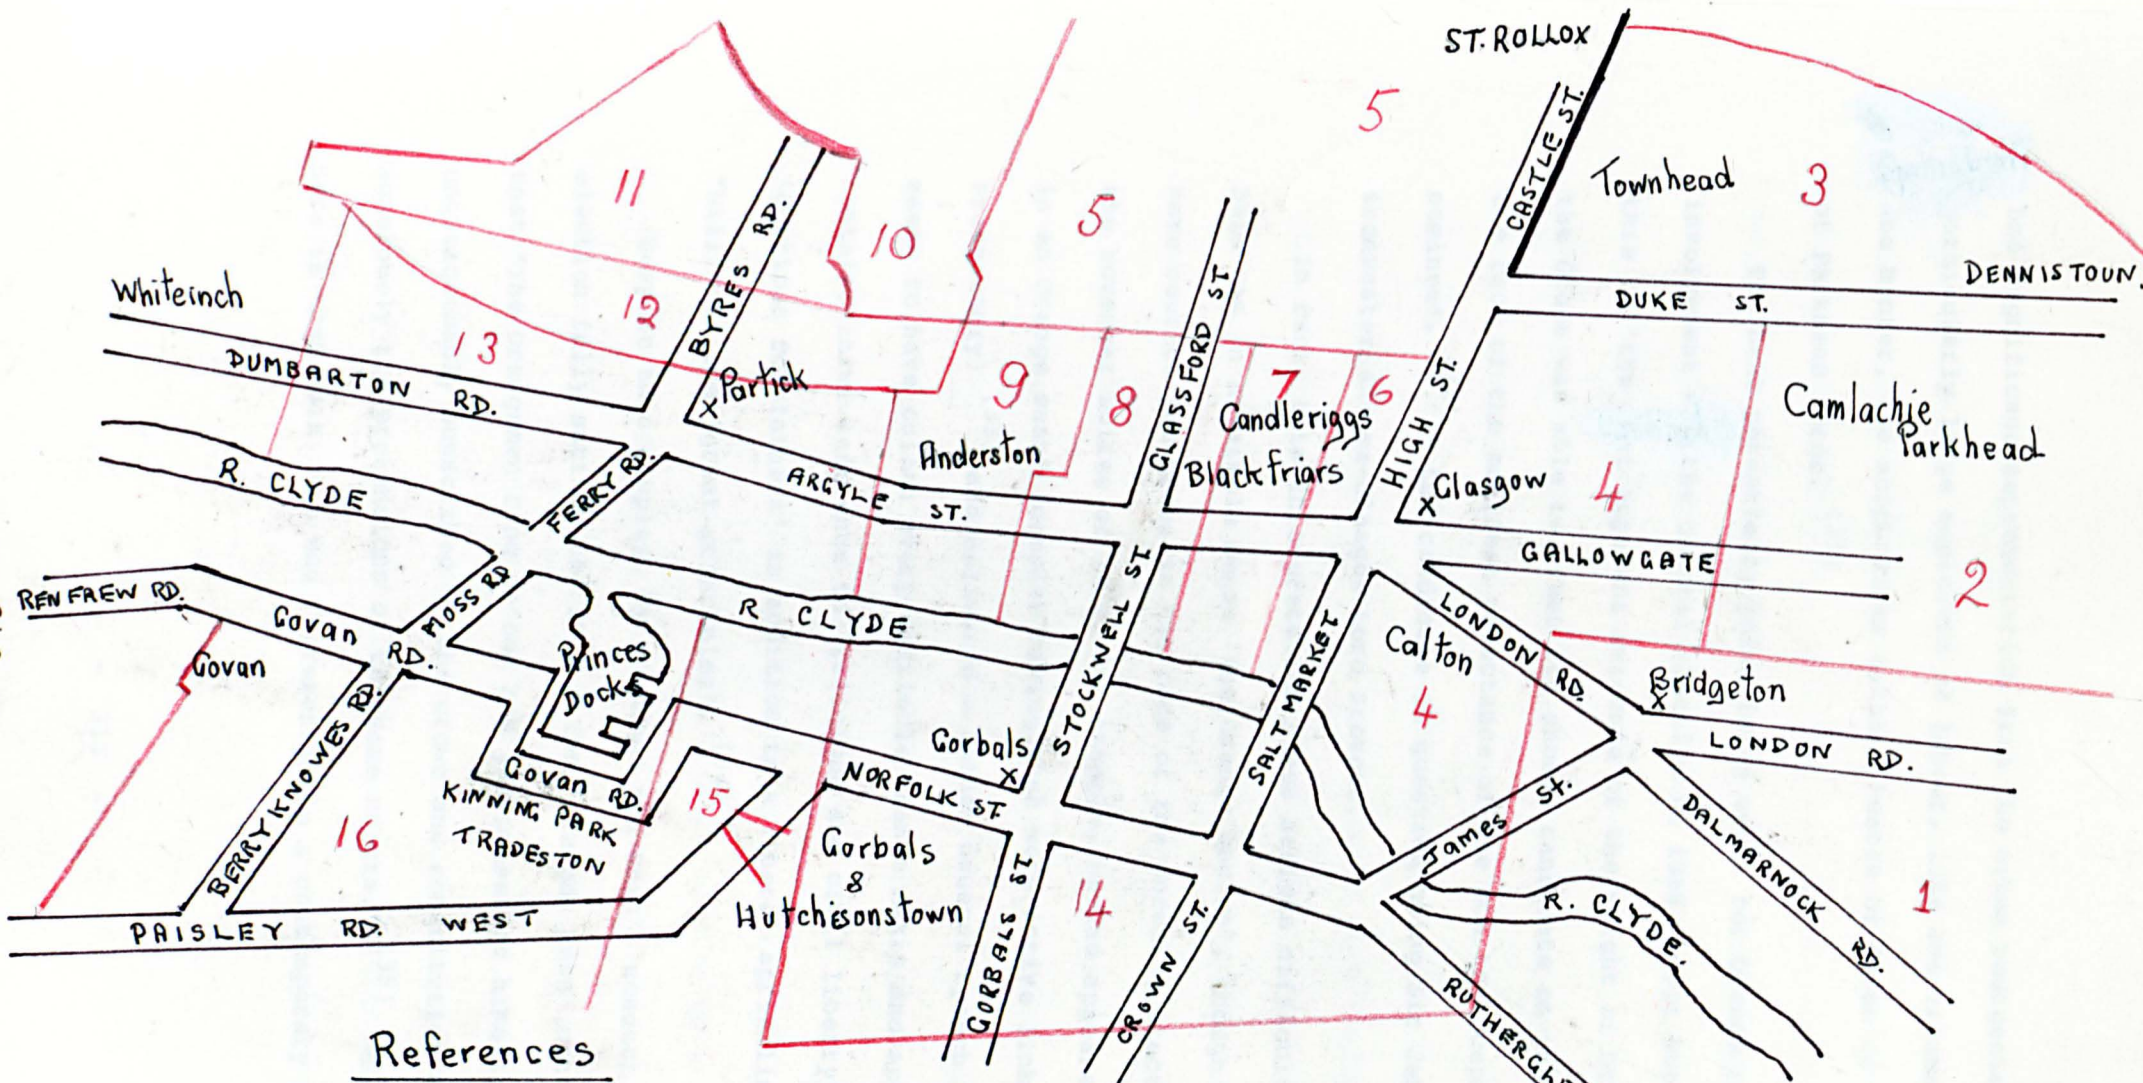 ST. ROLLOX
CASTLE ST.
Townhead
3
5
5
11
10
BYRES RD.
12
13
Whiteinch
DUMBARTON RD.
Partick
x
9
8
7
6
GLASSFORD ST
Candleriggs
Blackfriars
HIGH ST.
DENNISTOUN.
DUKE ST.
Camlachie
Parkhead
Anderston
ARGYLE ST.
Glasgow
x
4
GALLOWGATE
2
R. CLYDE
FERRY RD.
MOSS RD
RENFREW RD.
Govan RD.
Govan
Princes
Docks
R. CLYDE
STOCKWELL ST.
SALTMARKET
Calton
4
LONDON RD.
Bridgeton
x
LONDON RD.
BERRYKNOWES RD.
Govan RD.
KINNING PARK
TRADESTON
15
16
Gorbals
x
NORFOLK ST
Gorbals
&
Hutchesonstown
James St.
DALMARNOCK RD.
R. CLYDE.
1
14
PAISLEY RD. WEST
GORBALS ST
CROWN ST.
RUTHERGL
References